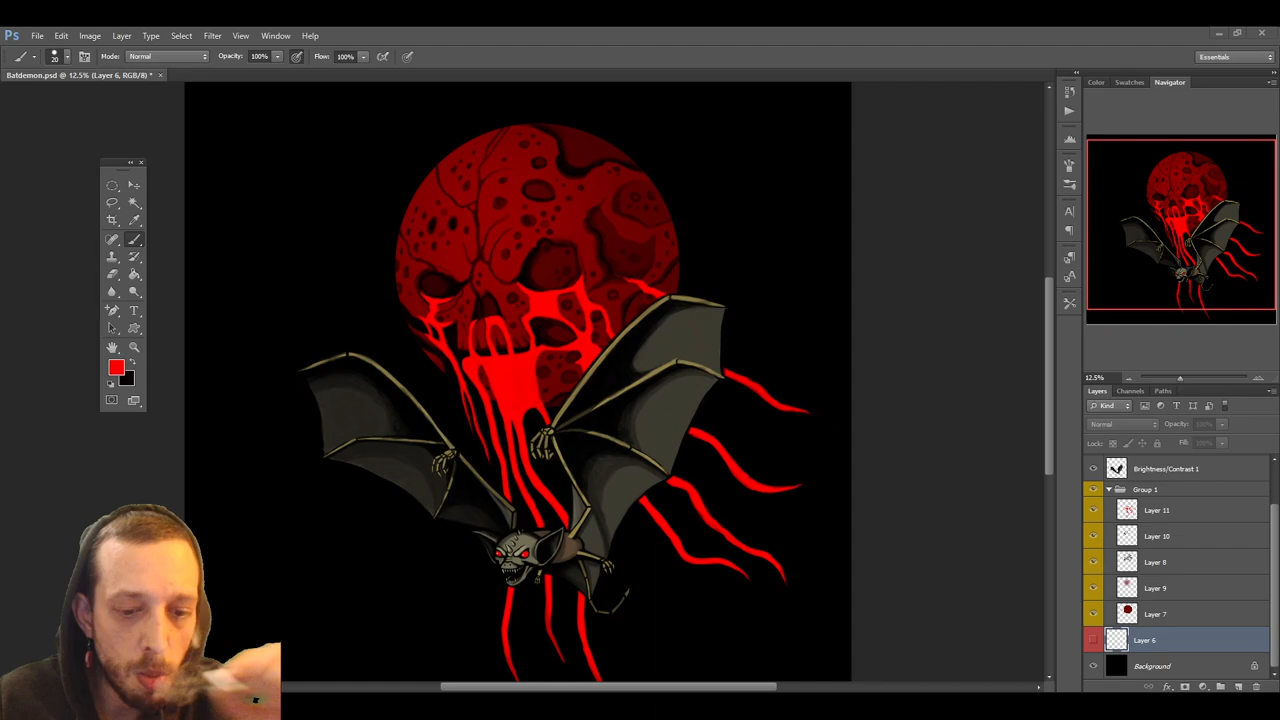 Ps File Edit Image Layer Type Select Filter View Window Help
20 Mode: Normal Opacity: 100% Flow: 100% Essentials
Batdemon.psd @ 12.5% (Layer 6, RGB/8) * ×
Color Swatches Navigator
12.5%
Layers Channels Paths
Kind
Normal Opacity: 100%
Lock: Fill: 100%
Brightness/Contrast 1
Group 1
Layer 11
Layer 10
Layer 8
Layer 9
Layer 7
Layer 6
Background